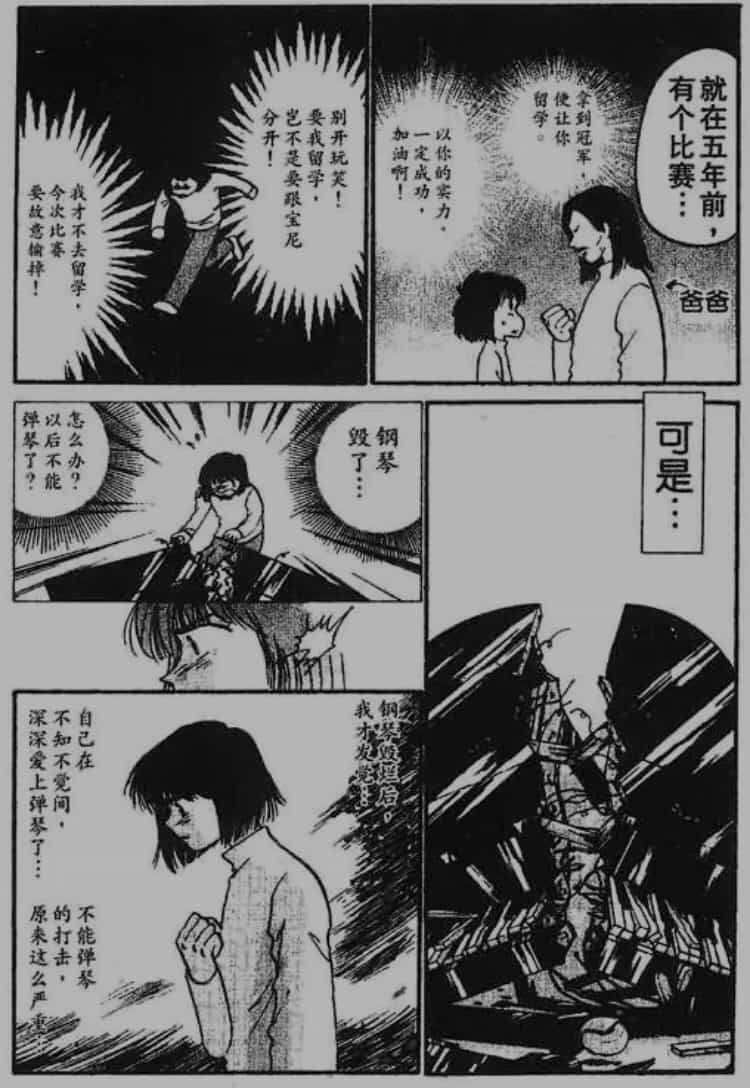 就在五年前，
有个比赛…
爸爸
拿到冠军，
便让你
留学。
以你的实力。
一定成功，
加油啊！
别开玩笑！
要我留学，
岂不是要跟宝尼
分开！
我才不去留学，
今次比赛
要故意输掉！
可是…
钢琴
毁了…
怎么办？
以后不能
弹琴了？
钢琴毁烂后，
我才发觉…
自己在
不知不觉间，
深深爱上弹琴了…
不能弹琴
的打击，
原来这么严重…